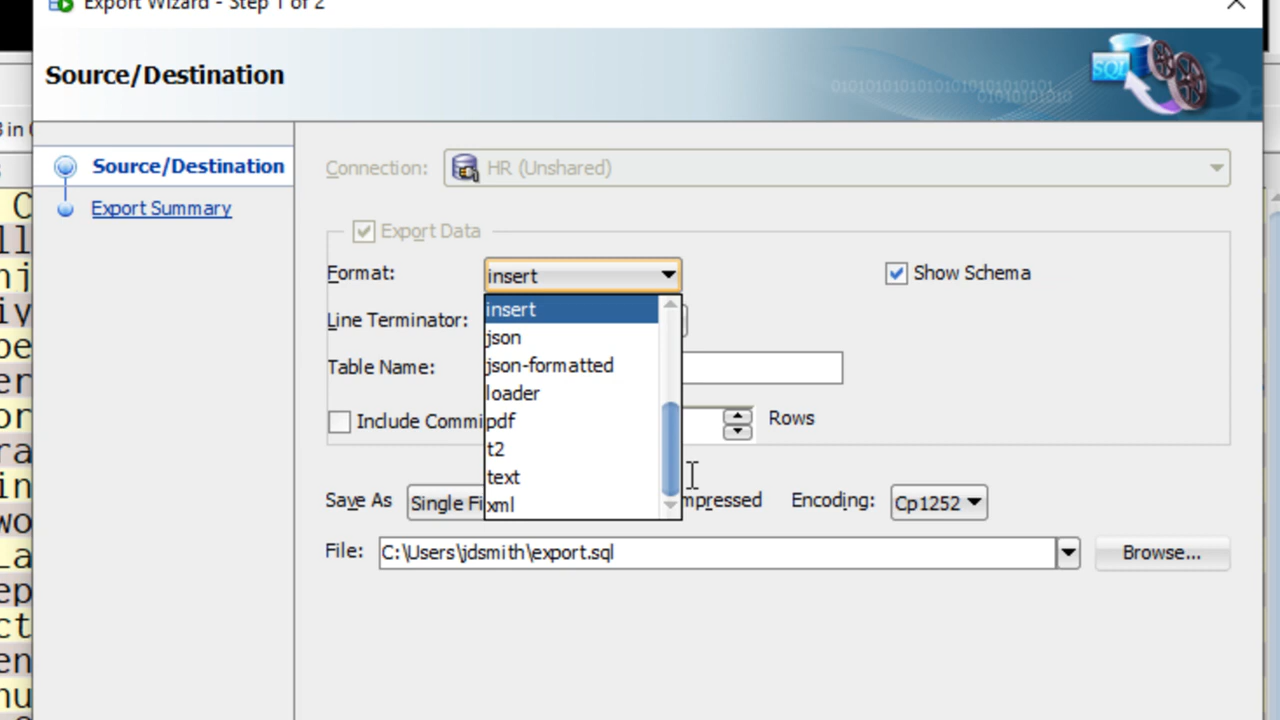 Export Wizard - Step 1 of 2
Source/Destination
SQL
Source/Destination
Export Summary
Connection: HR (Unshared)
Export Data
Format: insert
Show Schema
insert
Line Terminator:
json
json-formatted
Table Name:
loader
Include Commi
pdf
Rows
t2
text
Save As Single Fi
xml
mpressed
Encoding: Cp1252
File: C:\Users\jdsmith\export.sql
Browse...